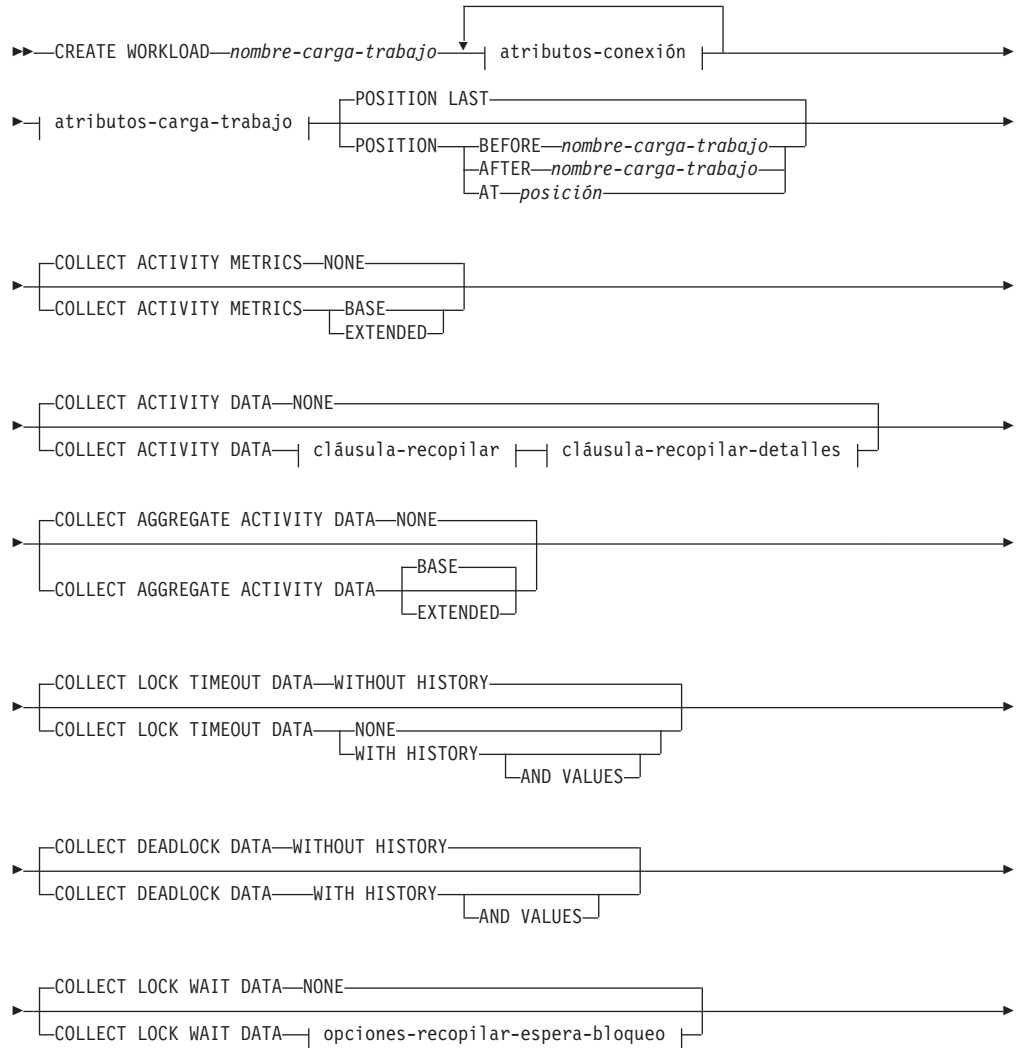 CREATE WORKLOAD nombre-carga-trabajo atributos-conexión
atributos-carga-trabajo
POSITION LAST
POSITION BEFORE nombre-carga-trabajo
AFTER nombre-carga-trabajo
AT posición
COLLECT ACTIVITY METRICS NONE
COLLECT ACTIVITY METRICS BASE
EXTENDED
COLLECT ACTIVITY DATA NONE
COLLECT ACTIVITY DATA cláusula-recopilar cláusula-recopilar-detalles
COLLECT AGGREGATE ACTIVITY DATA NONE
BASE
COLLECT AGGREGATE ACTIVITY DATA
EXTENDED
COLLECT LOCK TIMEOUT DATA WITHOUT HISTORY
COLLECT LOCK TIMEOUT DATA NONE
WITH HISTORY
AND VALUES
COLLECT DEADLOCK DATA WITHOUT HISTORY
COLLECT DEADLOCK DATA WITH HISTORY
AND VALUES
COLLECT LOCK WAIT DATA NONE
COLLECT LOCK WAIT DATA opciones-recopilar-espera-bloqueo